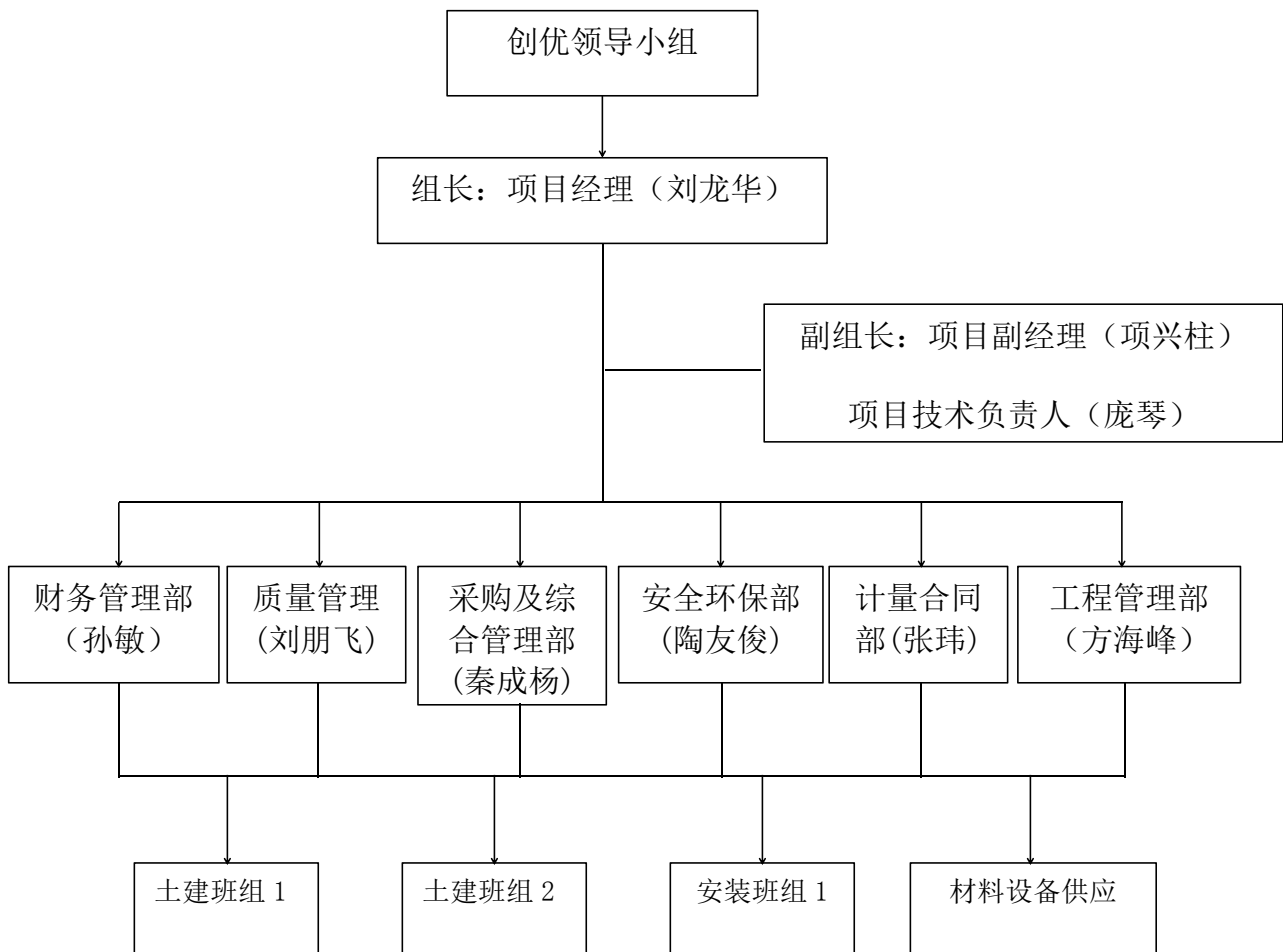 创优领导小组
组长：项目经理（刘龙华）
副组长：项目副经理（项兴柱）
项目技术负责人（庞琴）
财务管理部
（孙敏）
质量管理
(刘朋飞)
采购及综
合管理部
(秦成杨)
安全环保部
(陶友俊)
计量合同
部(张玮)
工程管理部
（方海峰）
土建班组 1
土建班组 2
安装班组 1
材料设备供应